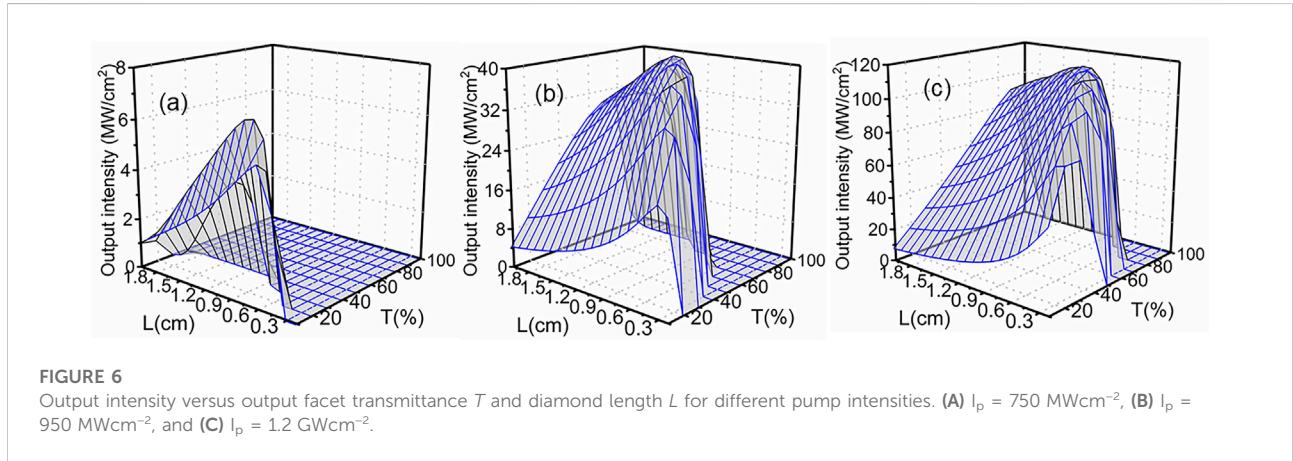 (a)
Output intensity (MW/cm²)
8
6
4
2
0
1.8 1.5 1.2 0.9 0.6 0.3
L(cm)
20 40 60 80 100
T(%)
(b)
Output intensity (MW/cm²)
40
32
24
16
8
0
1.8 1.5 1.2 0.9 0.6 0.3
L(cm)
20 40 60 80 100
T(%)
(c)
Output intensity (MW/cm²)
120
100
80
60
40
20
0
1.8 1.5 1.2 0.9 0.6 0.3
L(cm)
20 40 60 80 100
T(%)
FIGURE 6
Output intensity versus output facet transmittance T and diamond length L for different pump intensities. (A) Iₚ = 750 MWcm⁻², (B) Iₚ =
950 MWcm⁻², and (C) Iₚ = 1.2 GWcm⁻².